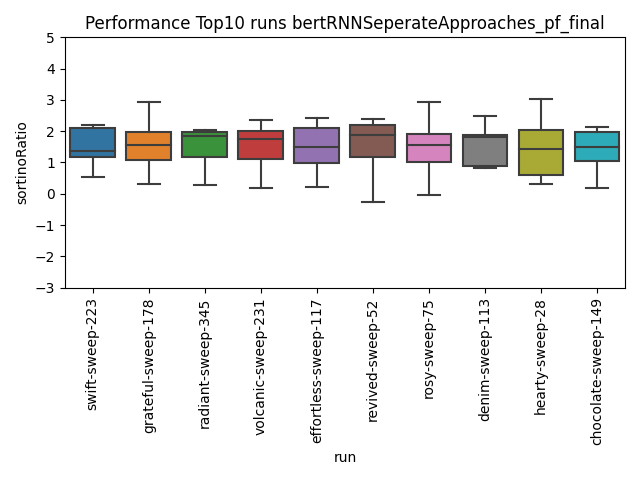 Performance Top10 runs bertRNNSeperateApproaches_pf_final
sortinoRatio
5
4
3
2
1
0
−1
−2
−3
swift-sweep-223
grateful-sweep-178
radiant-sweep-345
volcanic-sweep-231
effortless-sweep-117
revived-sweep-52
rosy-sweep-75
denim-sweep-113
hearty-sweep-28
chocolate-sweep-149
run